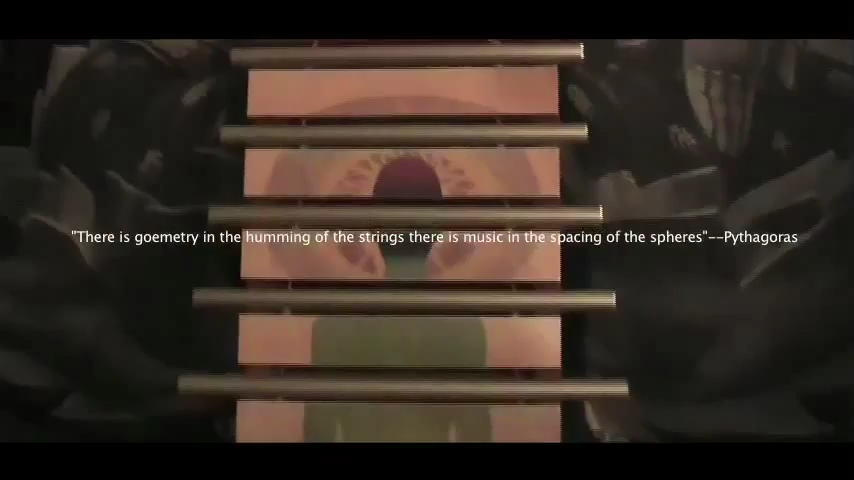 "There is goemetry in the humming of the strings there is music in the spacing of the spheres"--Pythagoras